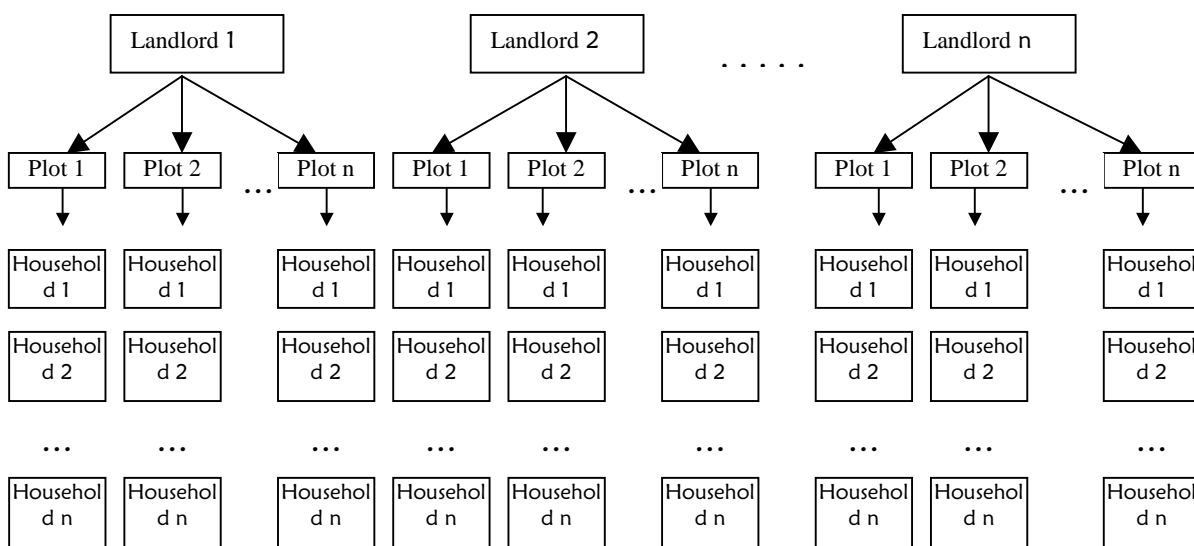 Landlord 1 Landlord 2 ..... Landlord n
Plot 1 Plot 2 ... Plot n Plot 1 Plot 2 ... Plot n Plot 1 Plot 2 ... Plot n
Househol Househol Househol Househol Househol Househol Househol Househol Househol
d 1 d 1 d 1 d 1 d 1 d 1 d 1 d 1 d 1
Househol Househol Househol Househol Househol Househol Househol Househol Househol
d 2 d 2 d 2 d 2 d 2 d 2 d 2 d 2 d 2
... ... ... ... ... ... ... ... ...
Househol Househol Househol Househol Househol Househol Househol Househol Househol
d n d n d n d n d n d n d n d n d n